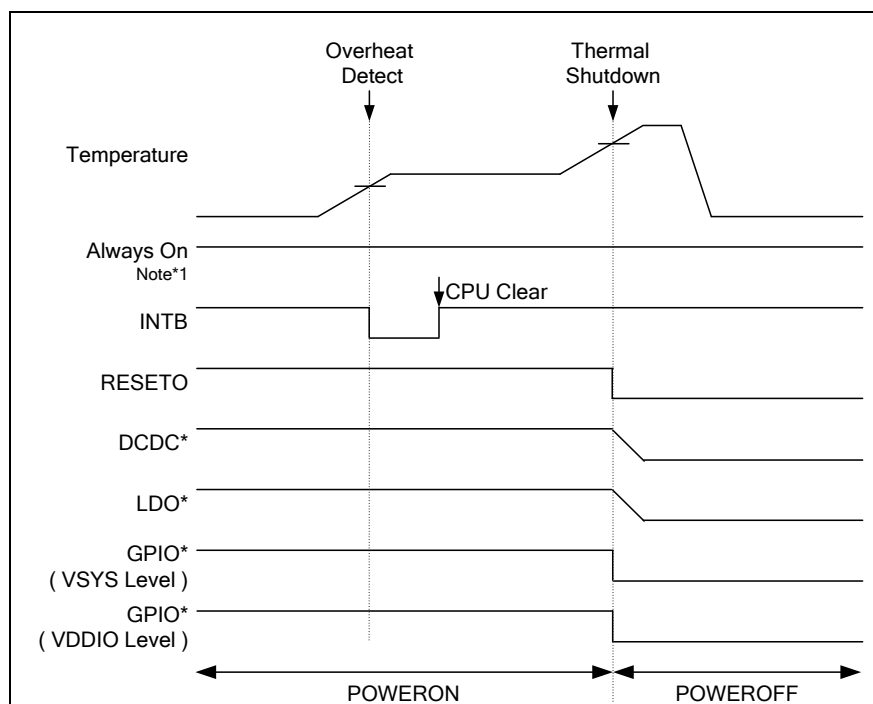 Overheat
Detect
Thermal
Shutdown
Temperature
Always On
Note*1
CPU Clear
INTB
RESETO
DCDC*
LDO*
GPIO*
( VSYS Level )
GPIO*
( VDDIO Level )
POWERON
POWEROFF